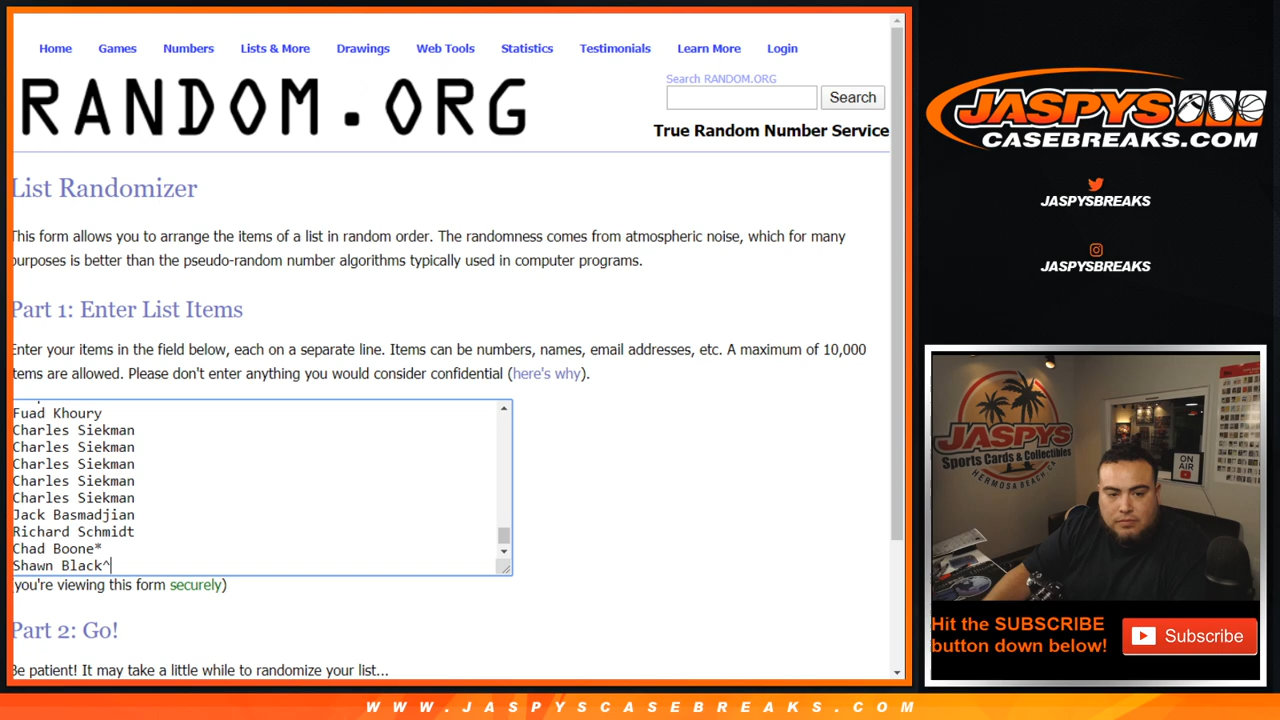 Home Games Numbers Lists & More Drawings Web Tools Statistics Testimonials Learn More Login
RANDOM.ORG
Search RANDOM.ORG
Search
True Random Number Service
List Randomizer
This form allows you to arrange the items of a list in random order. The randomness comes from atmospheric noise, which for many
purposes is better than the pseudo-random number algorithms typically used in computer programs.
Part 1: Enter List Items
Enter your items in the field below, each on a separate line. Items can be numbers, names, email addresses, etc. A maximum of 10,000
items are allowed. Please don't enter anything you would consider confidential (here's why).
Fuad Khoury
Charles Siekman
Charles Siekman
Charles Siekman
Charles Siekman
Charles Siekman
Jack Basmadjian
Richard Schmidt
Chad Boone*
Shawn Black^
(you're viewing this form securely)
Part 2: Go!
Be patient! It may take a little while to randomize your list...
JASPYS
CASEBREAKS.COM
JASPYSBREAKS
JASPYSBREAKS
JASPYS
Sports Cards & Collectibles
HERMOSA BEACH, CA
ON
AIR
Hit the SUBSCRIBE
button down below!
Subscribe
WWW.JASPYSCASEBREAKS.COM